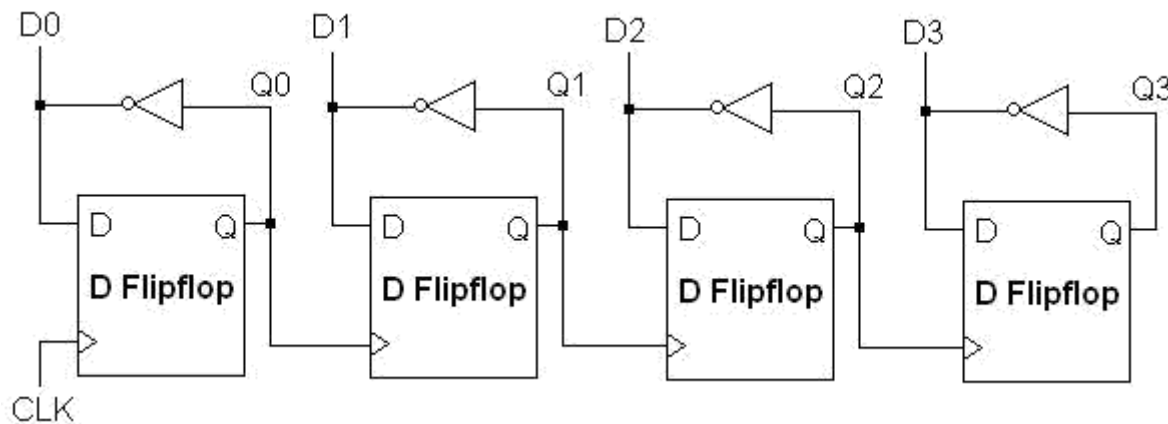 D0 D1 D2 D3
Q0 Q1 Q2 Q3
D Q D Q D Q D Q
D Flipflop D Flipflop D Flipflop D Flipflop
CLK